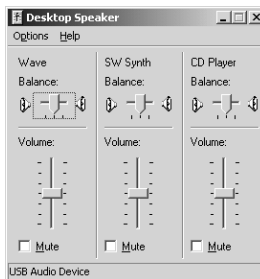 Desktop Speaker
Options Help
Wave SW Synth CD Player
Balance: Balance: Balance:
Volume: Volume: Volume:
Mute Mute Mute
USB Audio Device